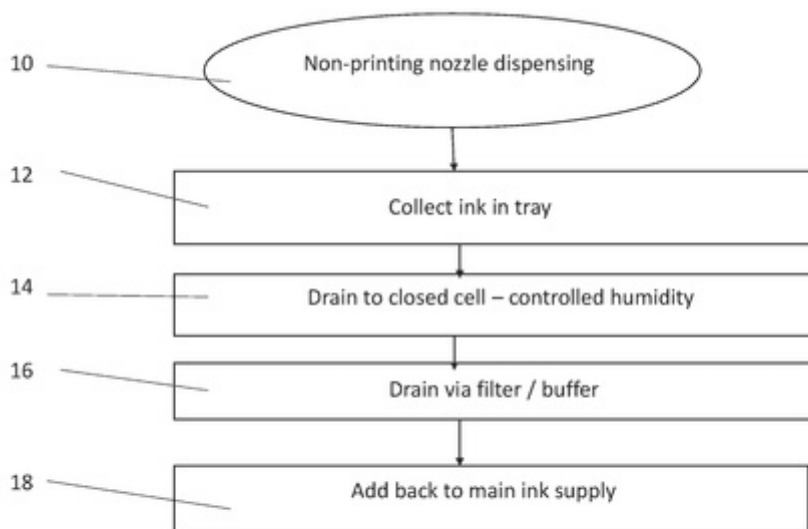 10
Non-printing nozzle dispensing
12
Collect ink in tray
14
Drain to closed cell – controlled humidity
16
Drain via filter / buffer
18
Add back to main ink supply